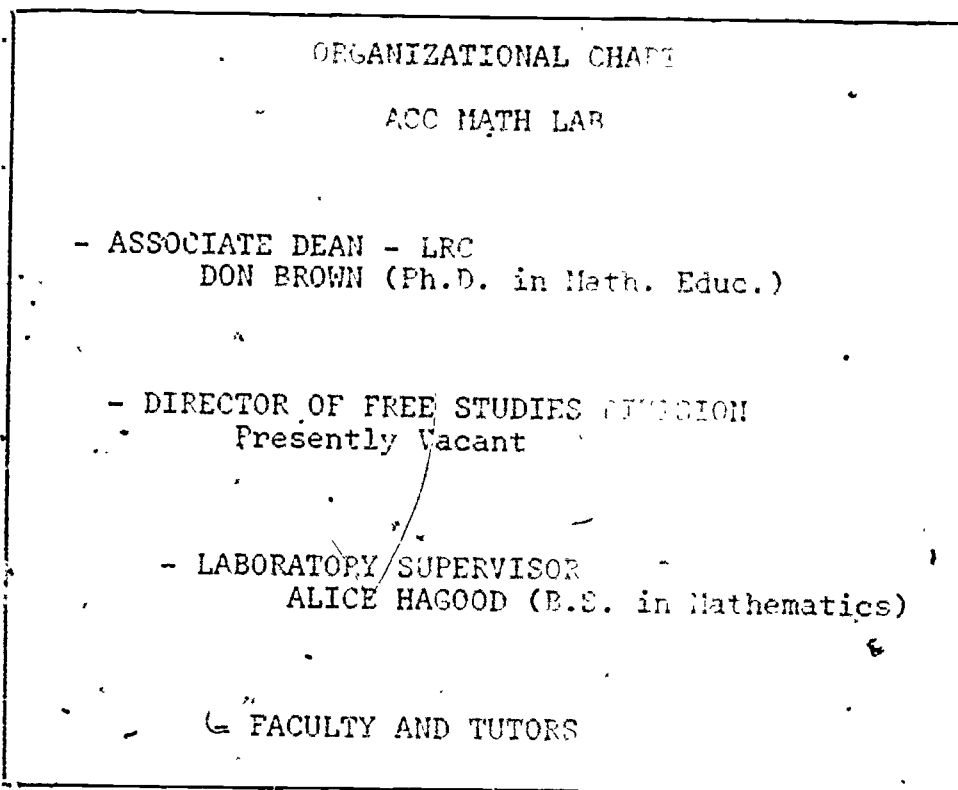 ORGANIZATIONAL CHART
ACC MATH LAB
- ASSOCIATE DEAN - LRC
DON BROWN (Ph.D. in Math. Educ.)
- DIRECTOR OF FREE STUDIES DIVISION
Presently Vacant
- LABORATORY SUPERVISOR
ALICE HAGOOD (B.S. in Mathematics)
- FACULTY AND TUTORS